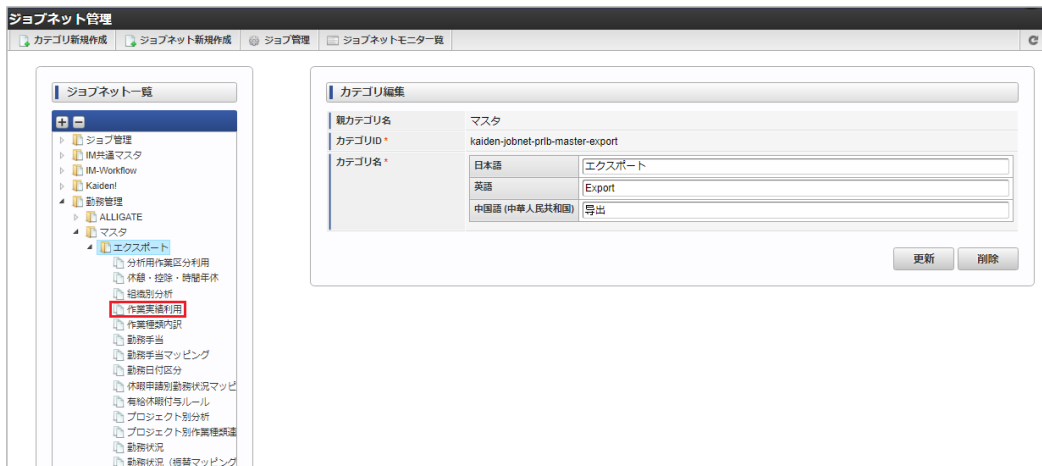 ジョブネット管理
カテゴリ新規作成 ジョブネット新規作成 ジョブ管理 ジョブネットモニタ一覧
ジョブネット一覧
ジョブ管理
IM共通マスタ
IM-Workflow
Kaiden!
勤務管理
ALLIGATE
マスタ
エクスポート
分析用作業区分利用
休憩・控除・時間年休
組織別分析
作業実績利用
作業種類内訳
勤務手当
勤務手当マッピング
勤務日付区分
休暇申請別勤務状況マッピ
有給休暇付与ルール
プロジェクト別分析
プロジェクト別作業種類連
勤務状況
勤務状況（振替マッピング
カテゴリ編集
親カテゴリ名 マスタ
カテゴリID * kaiden-jobnet-prlb-master-export
カテゴリ名 * 日本語 エクスポート
英語 Export
中国語 (中華人民共和国) 导出
更新 削除